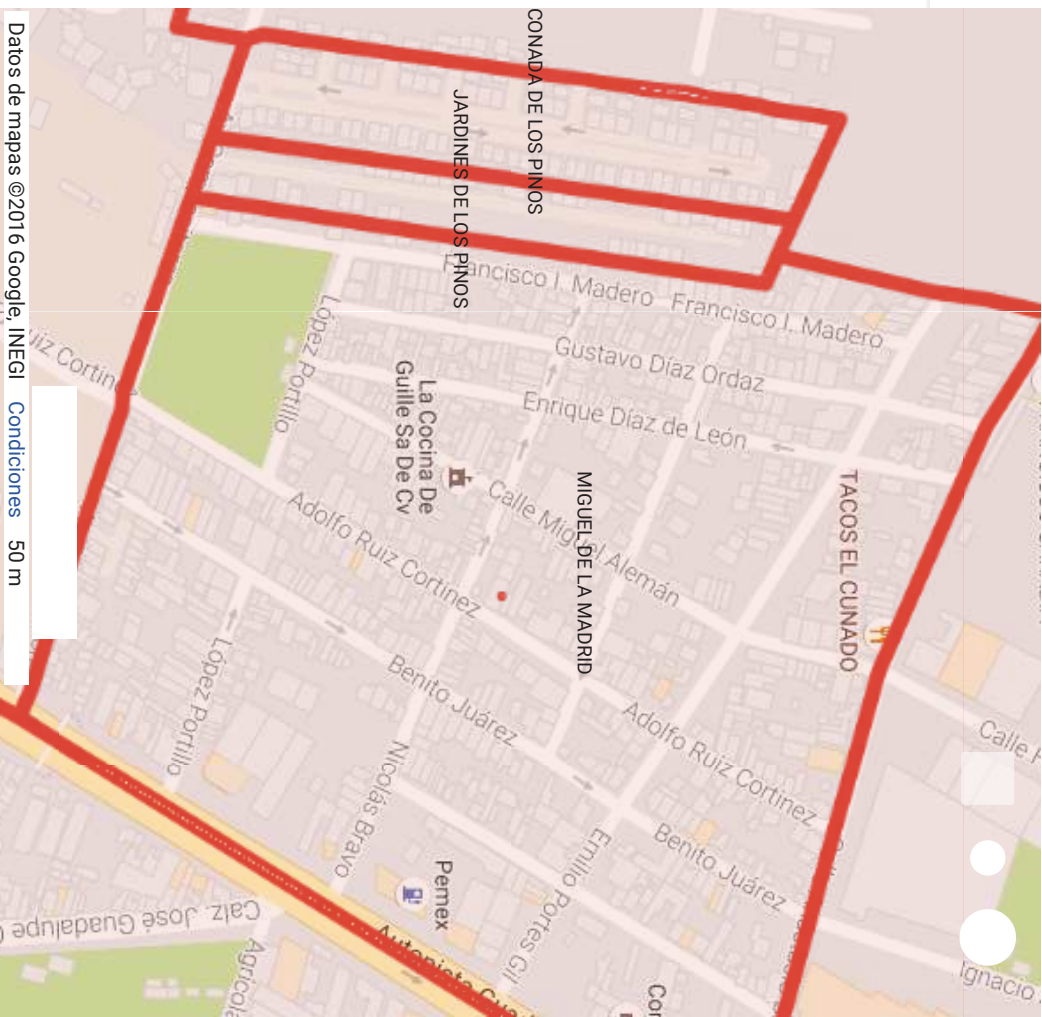 CONADA DE LOS PINOS
JARDINES DE LOS PINOS
Francisco I. Madero
Francisco I. Madero
López Portillo
Gustavo Díaz Ordaz
Enrique Díaz de León
La Cocina De
Guille Sa De Cv
Calle Miguel Alemán
MIGUEL DE LA MADRID
TACOS EL CUNADO
Adolfo Ruiz Cortinez
Benito Juárez
López Portillo
Adolfo Ruiz Cortinez
Nicolás Bravo
Benito Juárez
Emilio Portes Gil
Pemex
Calz. José Guadalupe
Autopista
Agrícola
Calle
Ignacio
Datos de mapas ©2016 Google, INEGI Condiciones 50 m